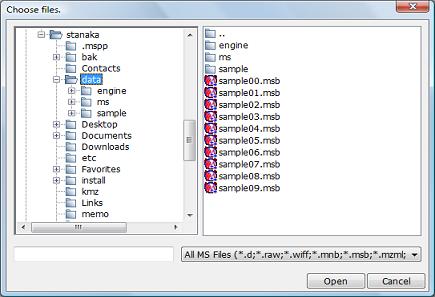 Choose files.
stanaka
.mspp
bak
Contacts
data
engine
ms
sample
Desktop
Documents
Downloads
etc
Favorites
install
kmz
Links
memo
..
engine
ms
sample
sample00.msb
sample01.msb
sample02.msb
sample03.msb
sample04.msb
sample05.msb
sample06.msb
sample07.msb
sample08.msb
sample09.msb
All MS Files (*.d;*.raw;*.wiff;*.mnb;*.msb;*.mzml;
Open
Cancel